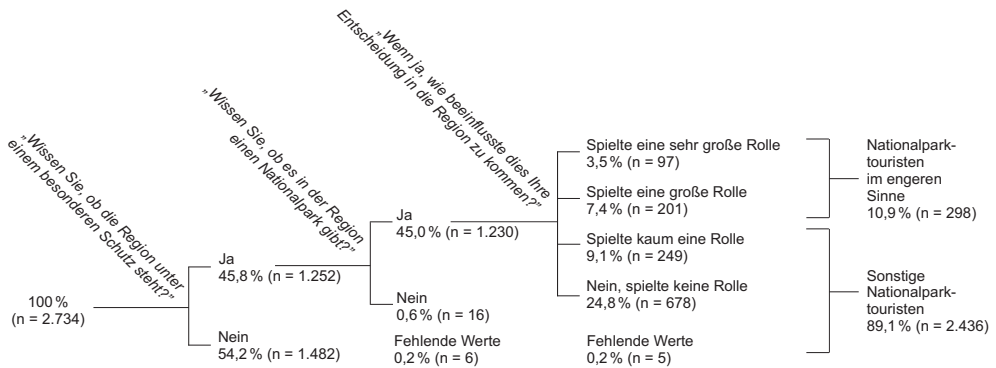 „Wissen Sie, ob die Region unter
einem besonderen Schutz steht?”
„Wissen Sie, ob es in der Region
einen Nationalpark gibt?”
„Wenn ja, wie beeinflusste dies Ihre
Entscheidung in die Region zu kommen?”
100 %
(n = 2.734)
Ja
45,8 % (n = 1.252)
Nein
54,2 % (n = 1.482)
Ja
45,0 % (n = 1.230)
Nein
0,6 % (n = 16)
Fehlende Werte
0,2 % (n = 6)
Spielte eine sehr große Rolle
3,5 % (n = 97)
Spielte eine große Rolle
7,4 % (n = 201)
Spielte kaum eine Rolle
9,1 % (n = 249)
Nein, spielte keine Rolle
24,8 % (n = 678)
Fehlende Werte
0,2 % (n = 5)
Nationalpark-
touristen
im engeren
Sinne
10,9 % (n = 298)
Sonstige
Nationalpark-
touristen
89,1 % (n = 2.436)